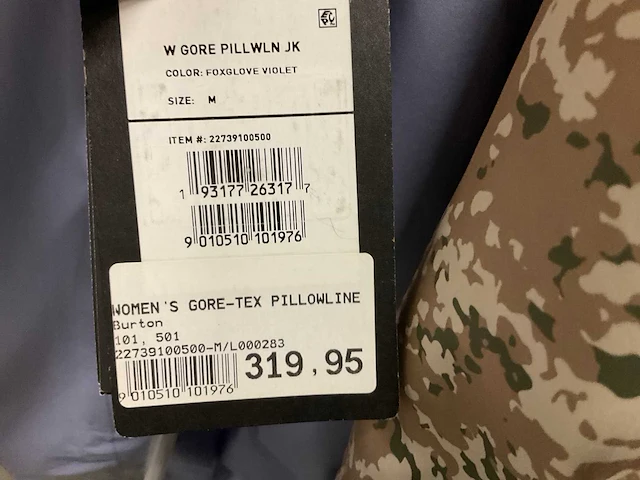 W GORE PILLWLN JK
COLOR: FOXGLOVE VIOLET
SIZE: M
ITEM #: 22739100500
1 93177 26317 7
9 010510 101976
WOMEN'S GORE-TEX PILLOWLINE
Burton
101, 501
22739100500-M/L000283
319,95
9 010510 101976